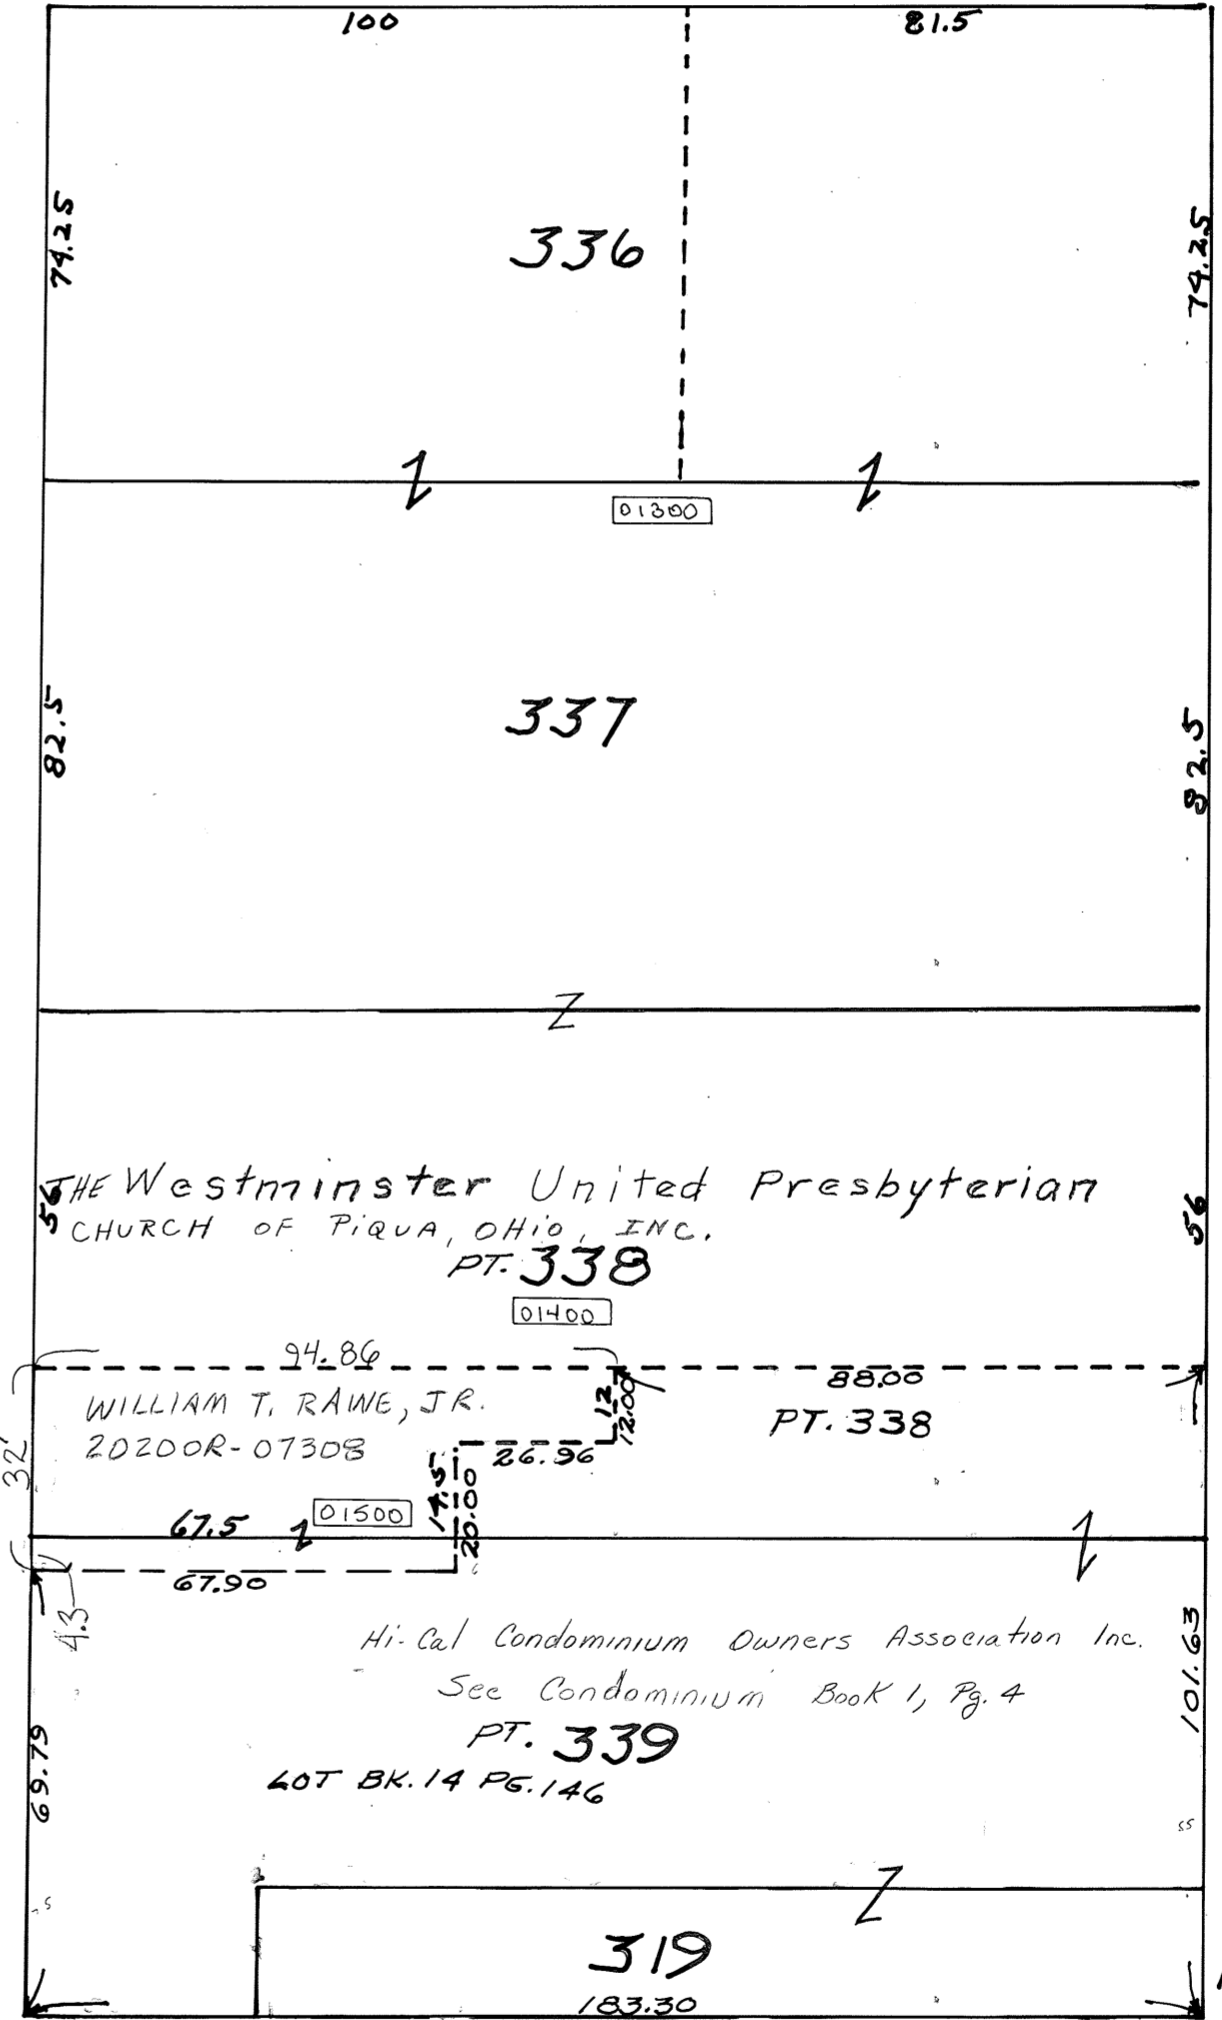 100
81.5
74.25
74.25
336
01300
82.5
82.5
337
56
56
THE Westminster United Presbyterian
CHURCH OF PiQUA, OHiO, INC.
PT. 338
01400
94.86
88.00
WILLIAM T. RAWE, JR.
20200R-07308
12
12.00
PT. 338
26.96
32'
20.00
01500
67.5
67.90
4.3
Hi-Cal Condominium Owners Association Inc.
See Condominium Book 1, Pg. 4
101.63
PT. 339
69.79
LOT BK. 14 PG. 146
319
183.30